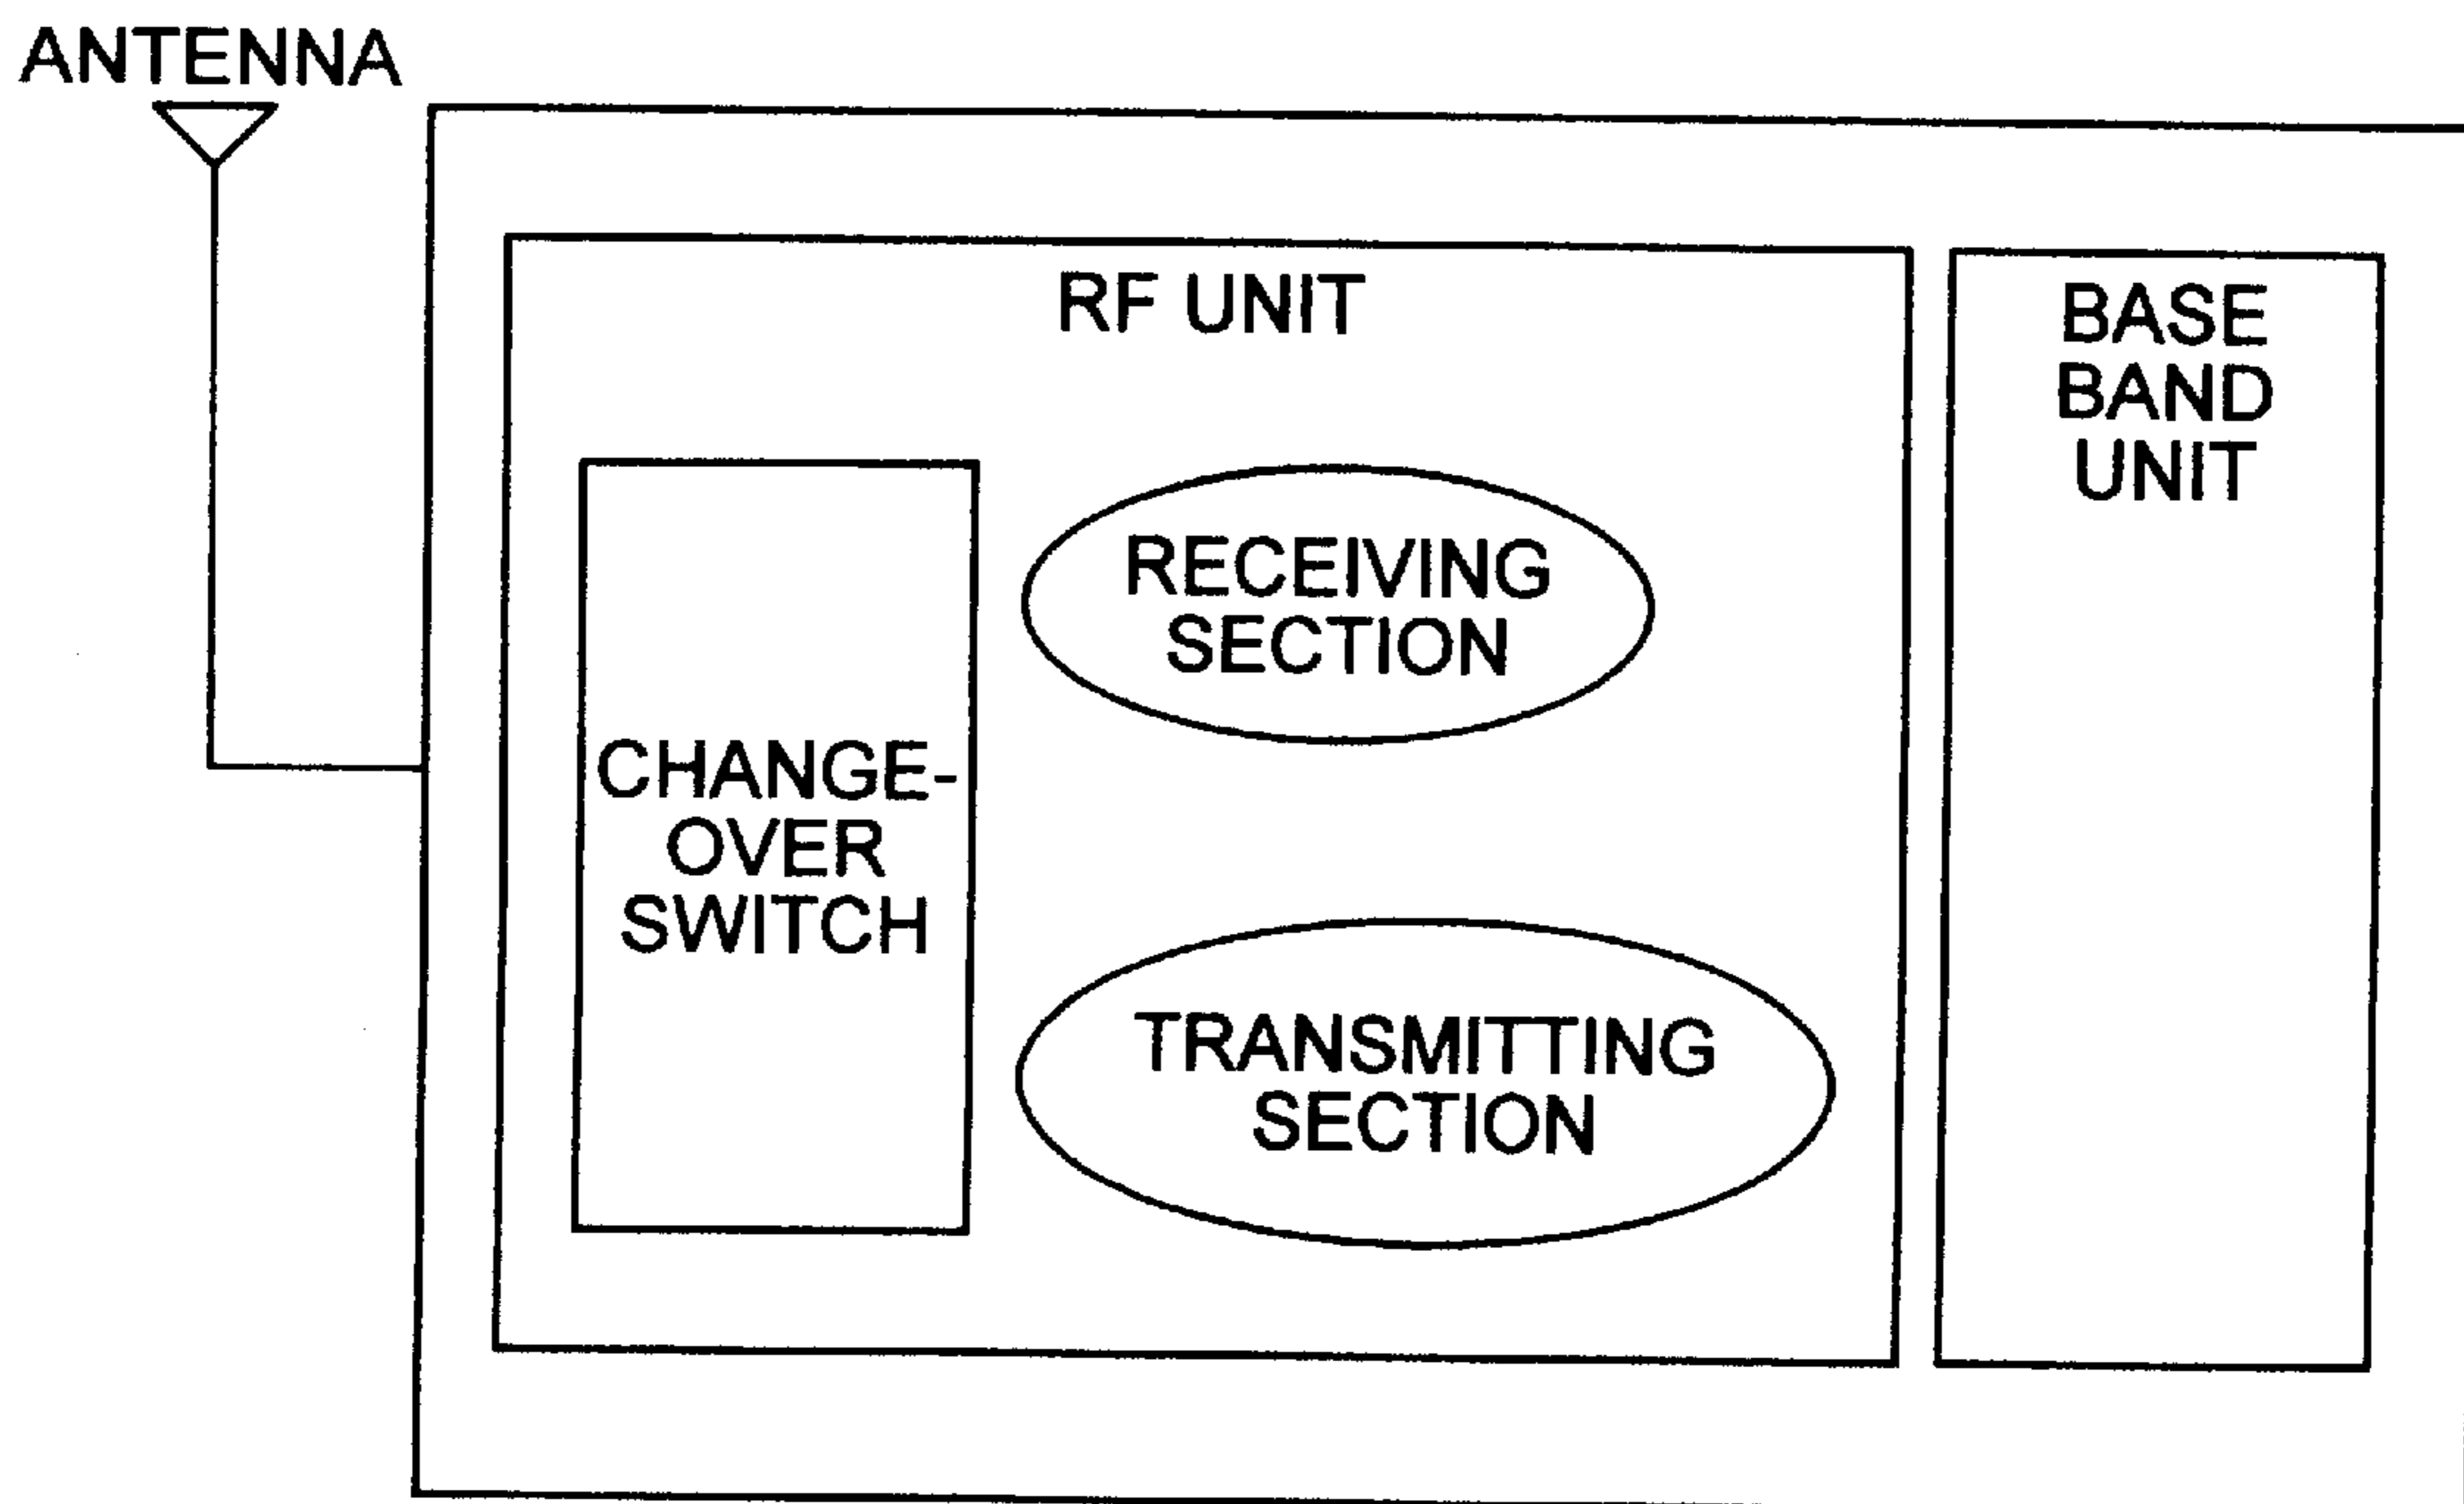 ANTENNA
RF UNIT
BASE
BAND
UNIT
RECEIVING
SECTION
CHANGE-
OVER
SWITCH
TRANSMITTING
SECTION